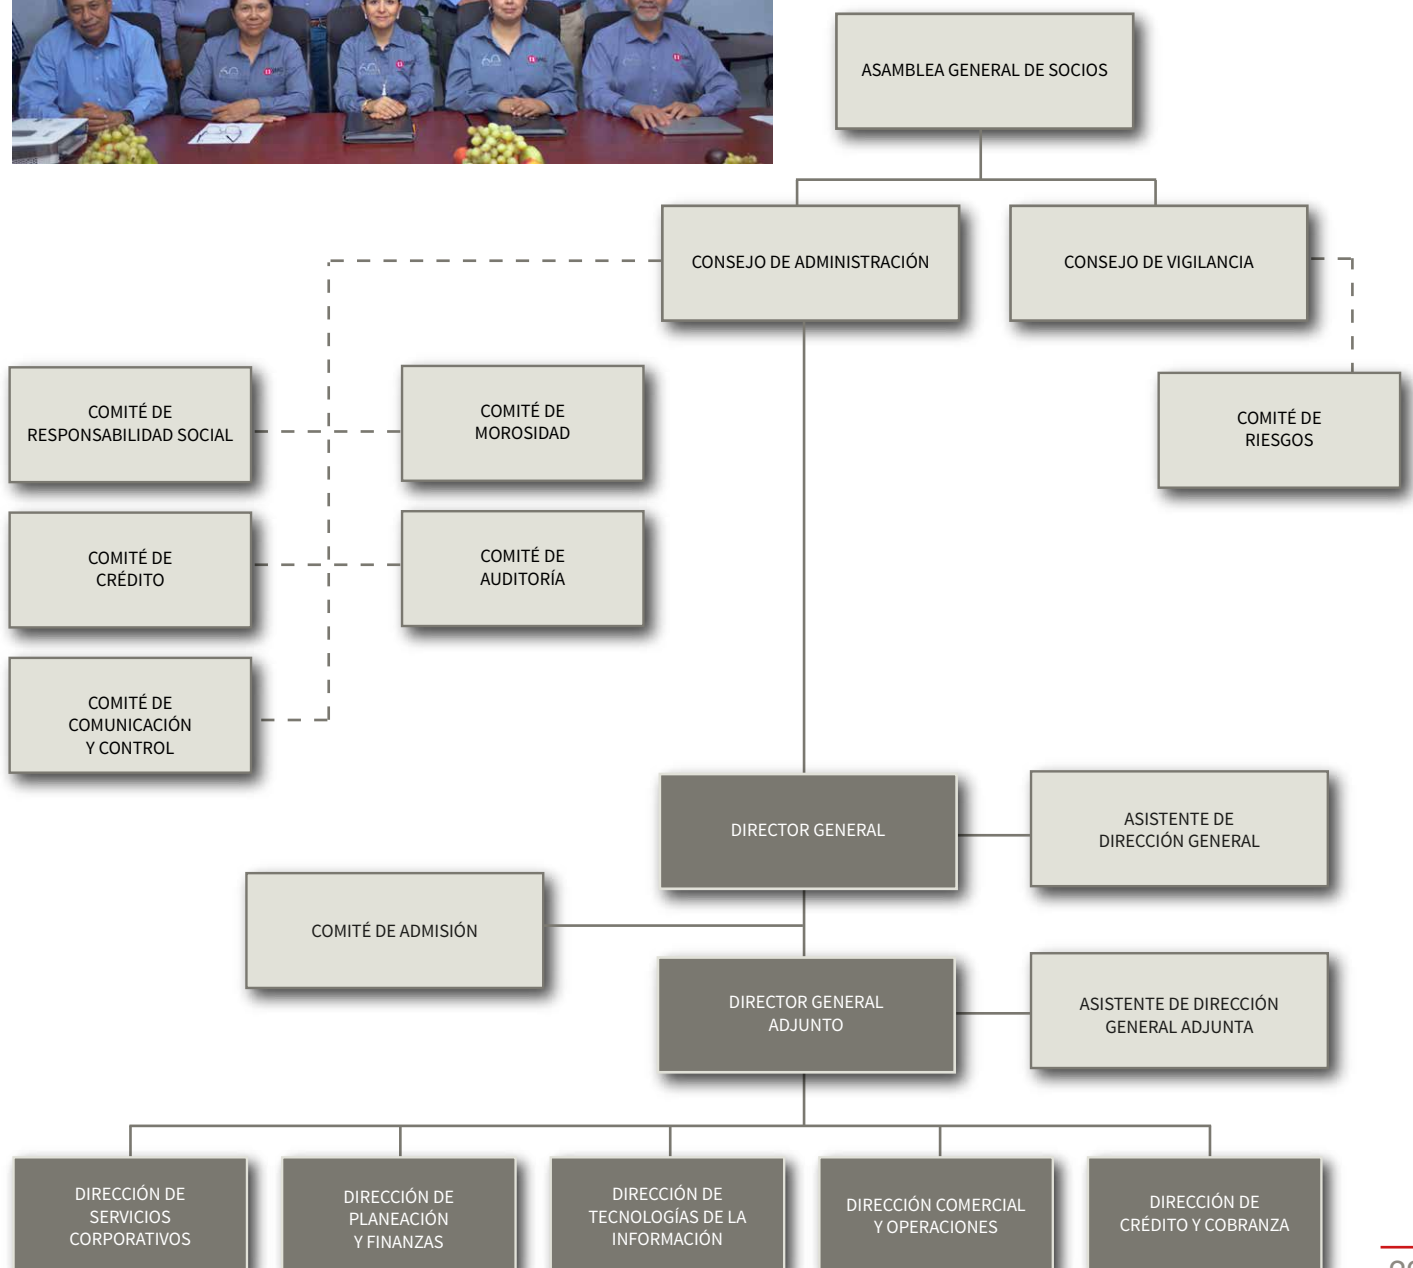 ASAMBLEA GENERAL DE SOCIOS
CONSEJO DE ADMINISTRACIÓN
CONSEJO DE VIGILANCIA
COMITÉ DE
RESPONSABILIDAD SOCIAL
COMITÉ DE
MOROSIDAD
COMITÉ DE
RIESGOS
COMITÉ DE
CRÉDITO
COMITÉ DE
AUDITORÍA
COMITÉ DE
COMUNICACIÓN
Y CONTROL
DIRECTOR GENERAL
ASISTENTE DE
DIRECCIÓN GENERAL
COMITÉ DE ADMISIÓN
DIRECTOR GENERAL
ADJUNTO
ASISTENTE DE DIRECCIÓN
GENERAL ADJUNTA
DIRECCIÓN DE
SERVICIOS
CORPORATIVOS
DIRECCIÓN DE
PLANEACIÓN
Y FINANZAS
DIRECCIÓN DE
TECNOLOGÍAS DE LA
INFORMACIÓN
DIRECCIÓN COMERCIAL
Y OPERACIONES
DIRECCIÓN DE
CRÉDITO Y COBRANZA